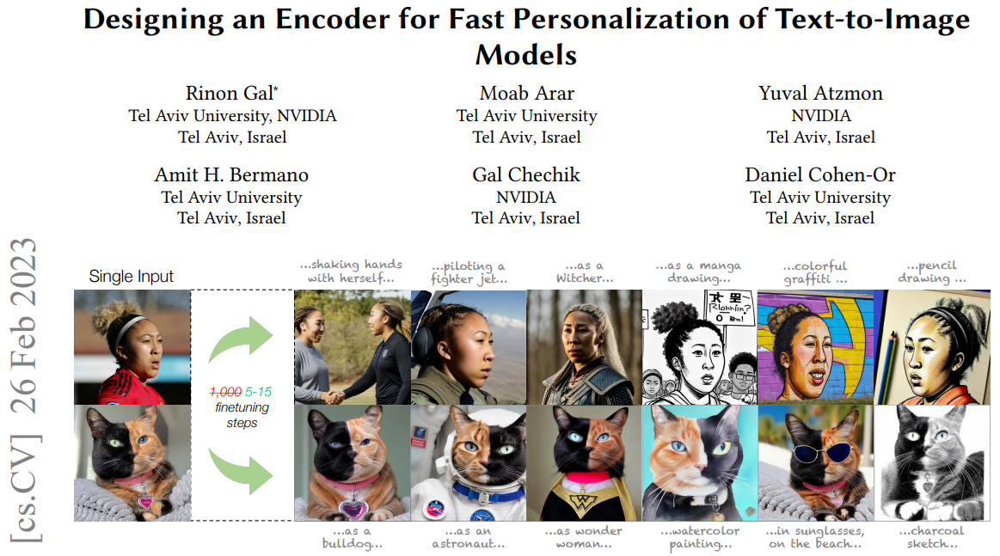 Designing an Encoder for Fast Personalization of Text-to-Image
Models
Rinon Gal*
Tel Aviv University, NVIDIA
Tel Aviv, Israel
Moab Arar
Tel Aviv University
Tel Aviv, Israel
Yuval Atzmon
NVIDIA
Tel Aviv, Israel
Amit H. Bermano
Tel Aviv University
Tel Aviv, Israel
Gal Chechik
NVIDIA
Tel Aviv, Israel
Daniel Cohen-Or
Tel Aviv University
Tel Aviv, Israel
[cs.CV] 26 Feb 2023
Single Input
1,000 5-15
finetuning
steps
...shaking hands
with herself...
...piloting a
fighter jet...
...as a
Witcher...
...as a manga
drawing...
...colorful
graffiti ...
...pencil
drawing ...
...as a
bulldog...
...as an
astronaut...
...as wonder
woman...
...watercolor
painting...
...in sunglasses,
on the beach...
...charcoal
sketch...